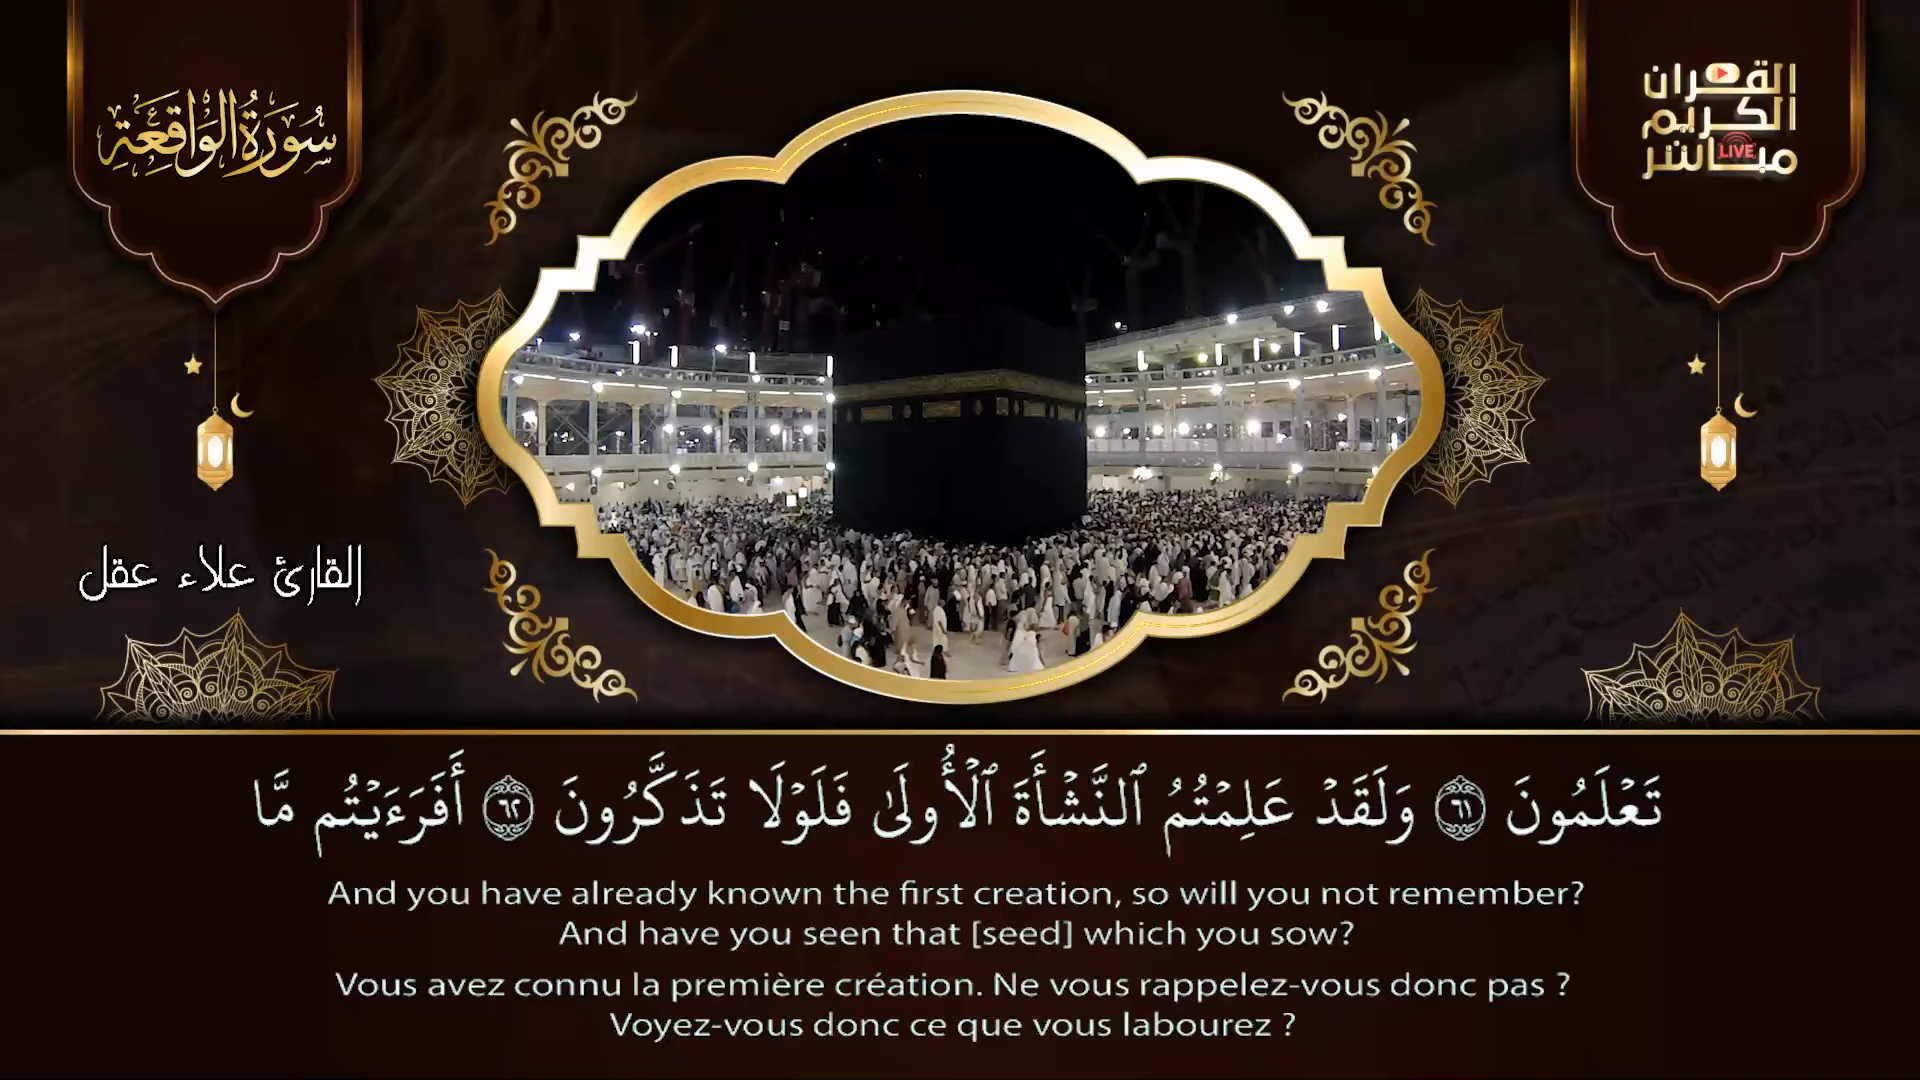 سُورَةُ الوَاقِعَةِ
القرآن
الكريم
مباشر
LIVE
القارئ علاء عقل
تَعْلَمُونَ ٦١ وَلَقَدْ عَلِمْتُمُ ٱلنَّشْأَةَ ٱلْأُولَىٰ فَلَوْلَا تَذَكَّرُونَ ٦٢ أَفَرَءَيْتُم مَّا
And you have already known the first creation, so will you not remember?
And have you seen that [seed] which you sow?
Vous avez connu la première création. Ne vous rappelez-vous donc pas ?
Voyez-vous donc ce que vous labourez ?